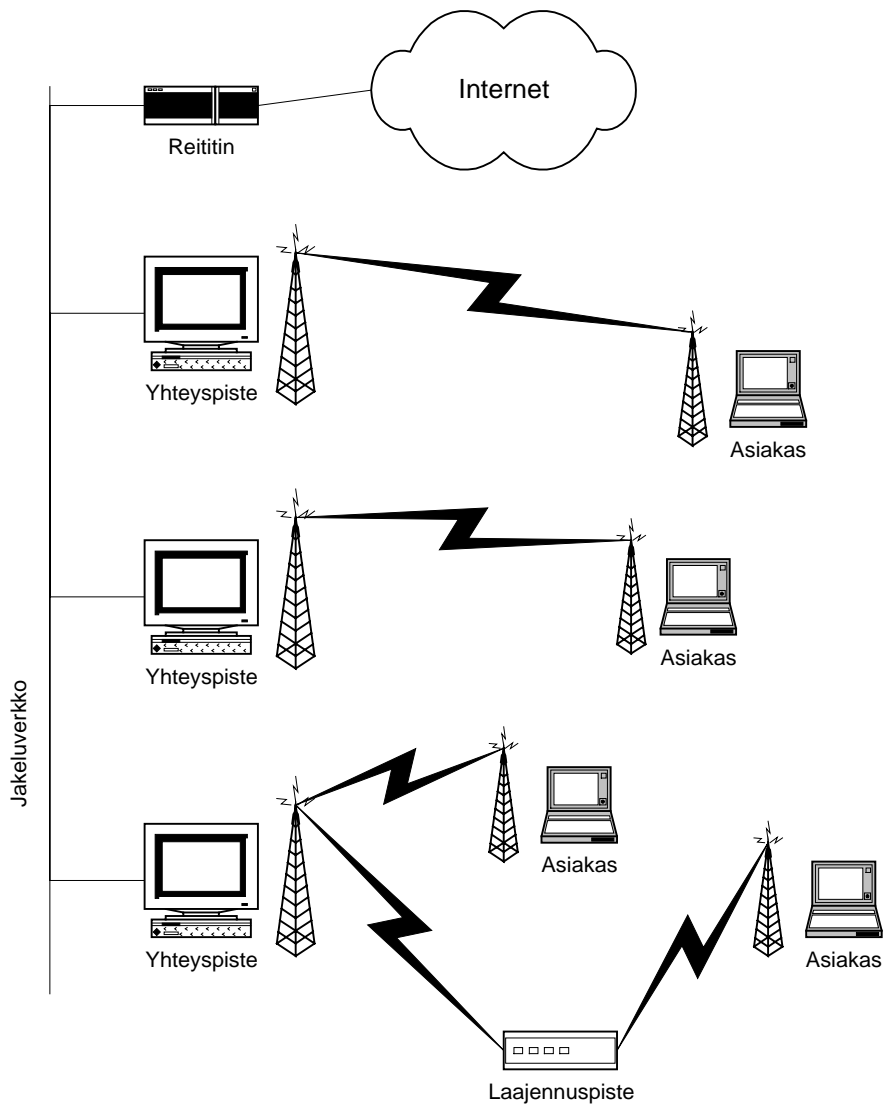 Internet
Reititin
Yhteyspiste
Asiakas
Yhteyspiste
Asiakas
Jakeluverkko
Asiakas
Yhteyspiste
Asiakas
Laajennuspiste